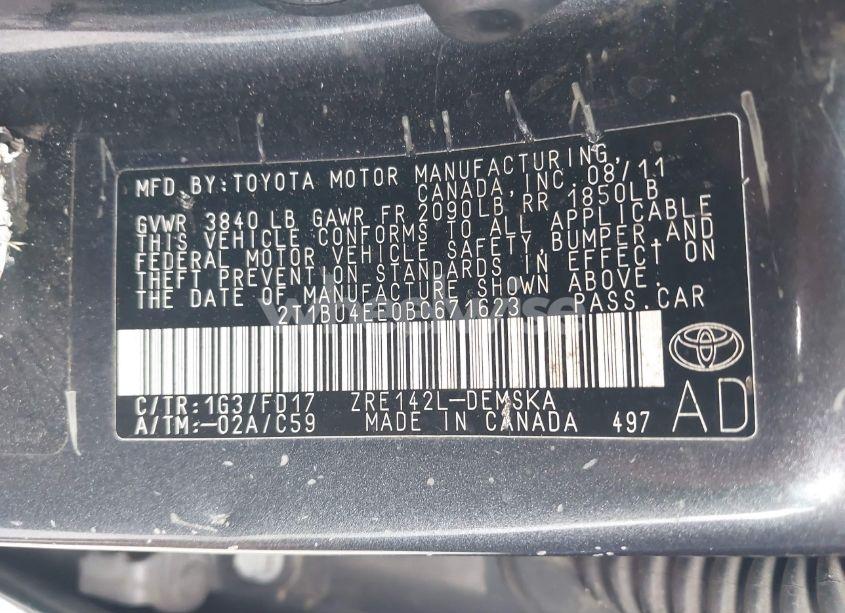 MFD BY: TOYOTA MOTOR MANUFACTURING,
CANADA, INC. 08/11
GVWR 3840 LB GAWR FR 2090LB RR 1850LB
THIS VEHICLE CONFORMS TO ALL APPLICABLE
FEDERAL MOTOR VEHICLE SAFETY, BUMPER, AND
THEFT PREVENTION STANDARDS IN EFFECT ON
THE DATE OF MANUFACTURE SHOWN ABOVE.
2T1BU4EE0BC671623 PASS.CAR
C/TR: 1G3/FD17 ZRE142L-DEMSKA
A/TM: -02A/C59 MADE IN CANADA 497
AD